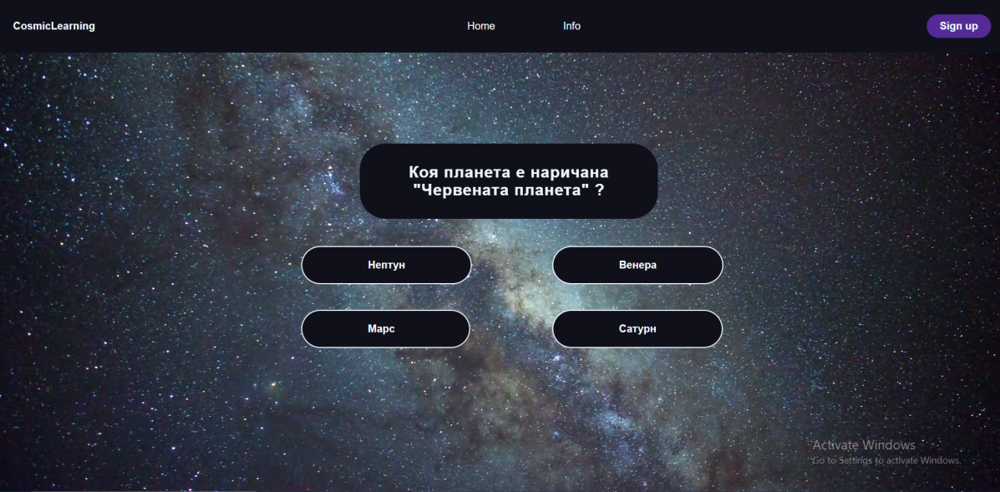 CosmicLearning
Home
Info
Sign up
Коя планета е наричана
"Червената планета" ?
Нептун
Венера
Марс
Сатурн
Activate Windows
Go to Settings to activate Windows.